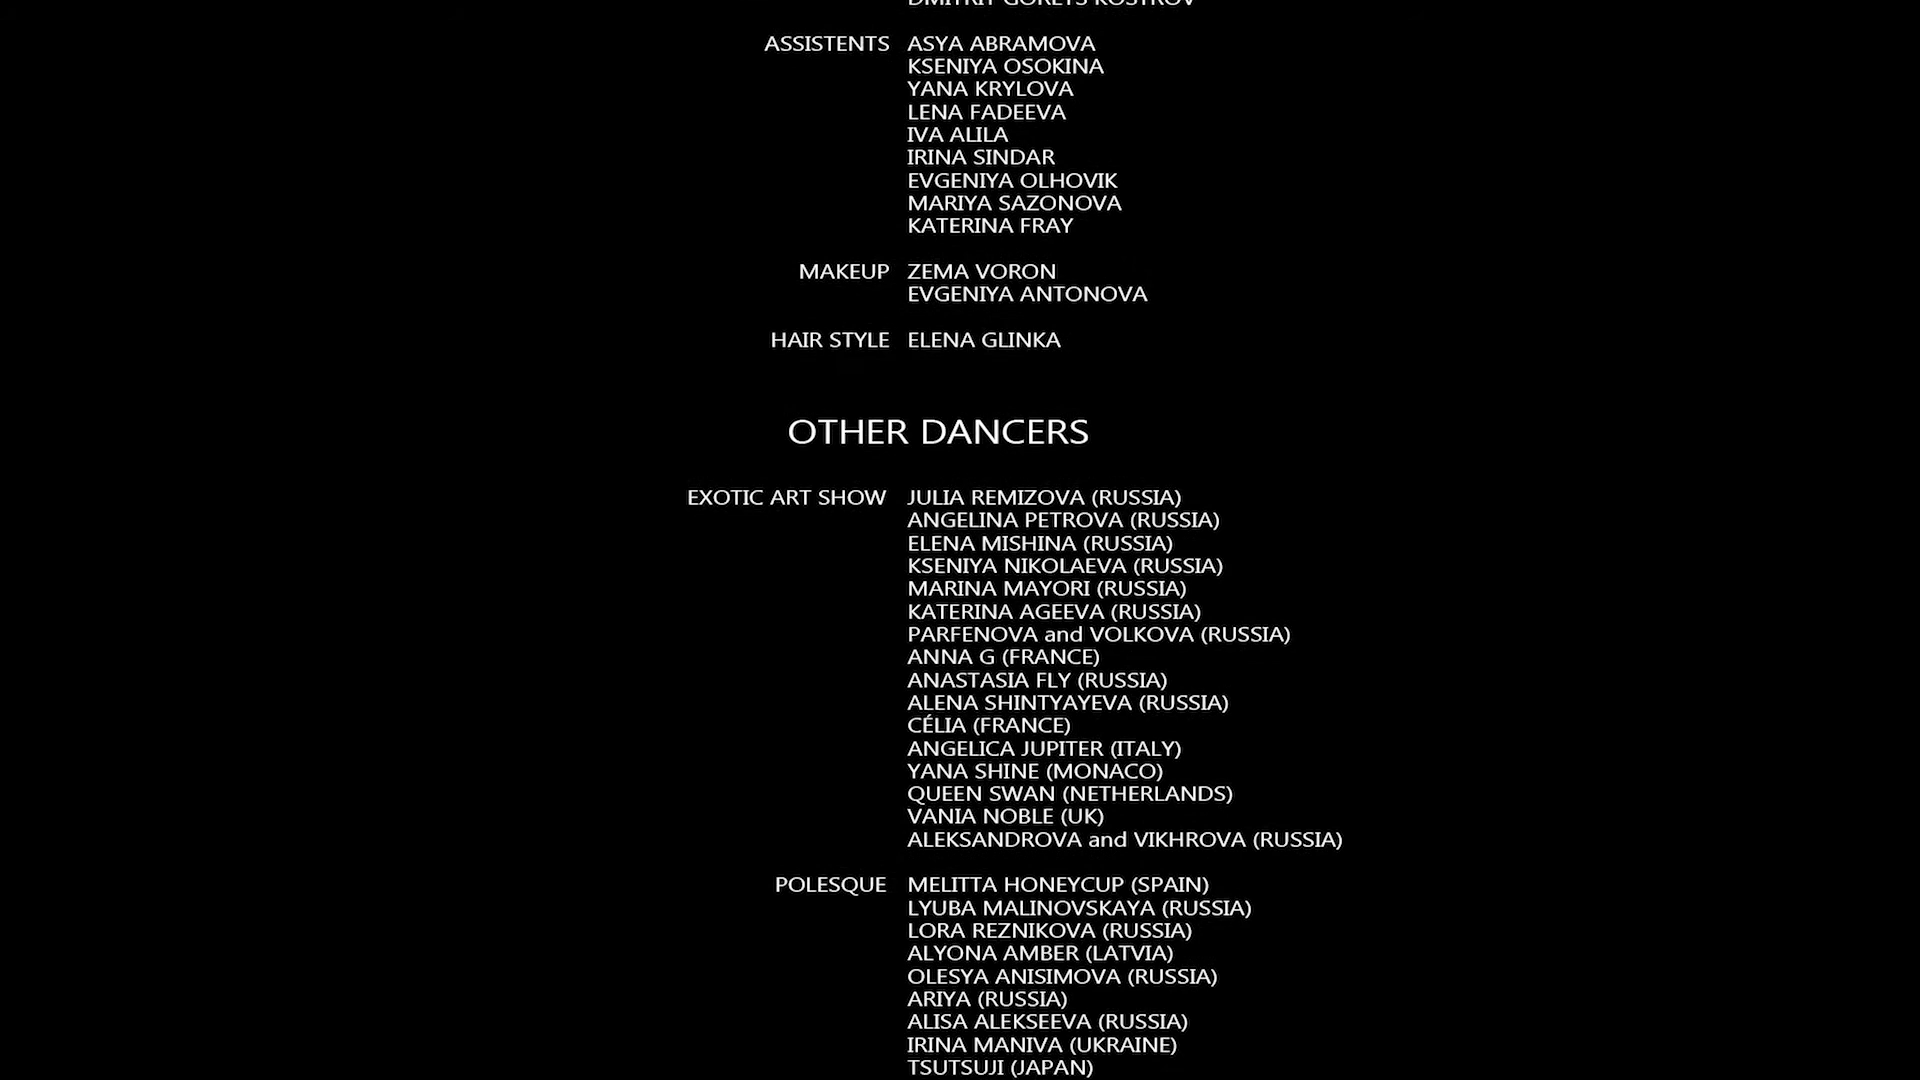 DMITRIY GORETS KOSTROV
ASSISTENTS ASYA ABRAMOVA
KSENIYA OSOKINA
YANA KRYLOVA
LENA FADEEVA
IVA ALILA
IRINA SINDAR
EVGENIYA OLHOVIK
MARIYA SAZONOVA
KATERINA FRAY
MAKEUP ZEMA VORON
EVGENIYA ANTONOVA
HAIR STYLE ELENA GLINKA
OTHER DANCERS
EXOTIC ART SHOW JULIA REMIZOVA (RUSSIA)
ANGELINA PETROVA (RUSSIA)
ELENA MISHINA (RUSSIA)
KSENIYA NIKOLAEVA (RUSSIA)
MARINA MAYORI (RUSSIA)
KATERINA AGEEVA (RUSSIA)
PARFENOVA and VOLKOVA (RUSSIA)
ANNA G (FRANCE)
ANASTASIA FLY (RUSSIA)
ALENA SHINTYAYEVA (RUSSIA)
CÉLIA (FRANCE)
ANGELICA JUPITER (ITALY)
YANA SHINE (MONACO)
QUEEN SWAN (NETHERLANDS)
VANIA NOBLE (UK)
ALEKSANDROVA and VIKHROVA (RUSSIA)
POLESQUE MELITTA HONEYCUP (SPAIN)
LYUBA MALINOVSKAYA (RUSSIA)
LORA REZNIKOVA (RUSSIA)
ALYONA AMBER (LATVIA)
OLESYA ANISIMOVA (RUSSIA)
ARIYA (RUSSIA)
ALISA ALEKSEEVA (RUSSIA)
IRINA MANIVA (UKRAINE)
TSUTSUJI (JAPAN)